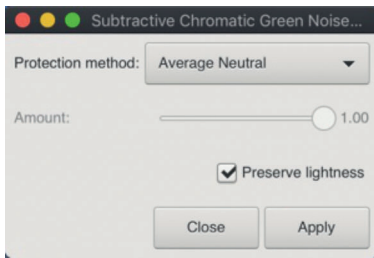 Subtractive Chromatic Green Noise...
Protection method: Average Neutral
Amount: 1.00
Preserve lightness
Close Apply